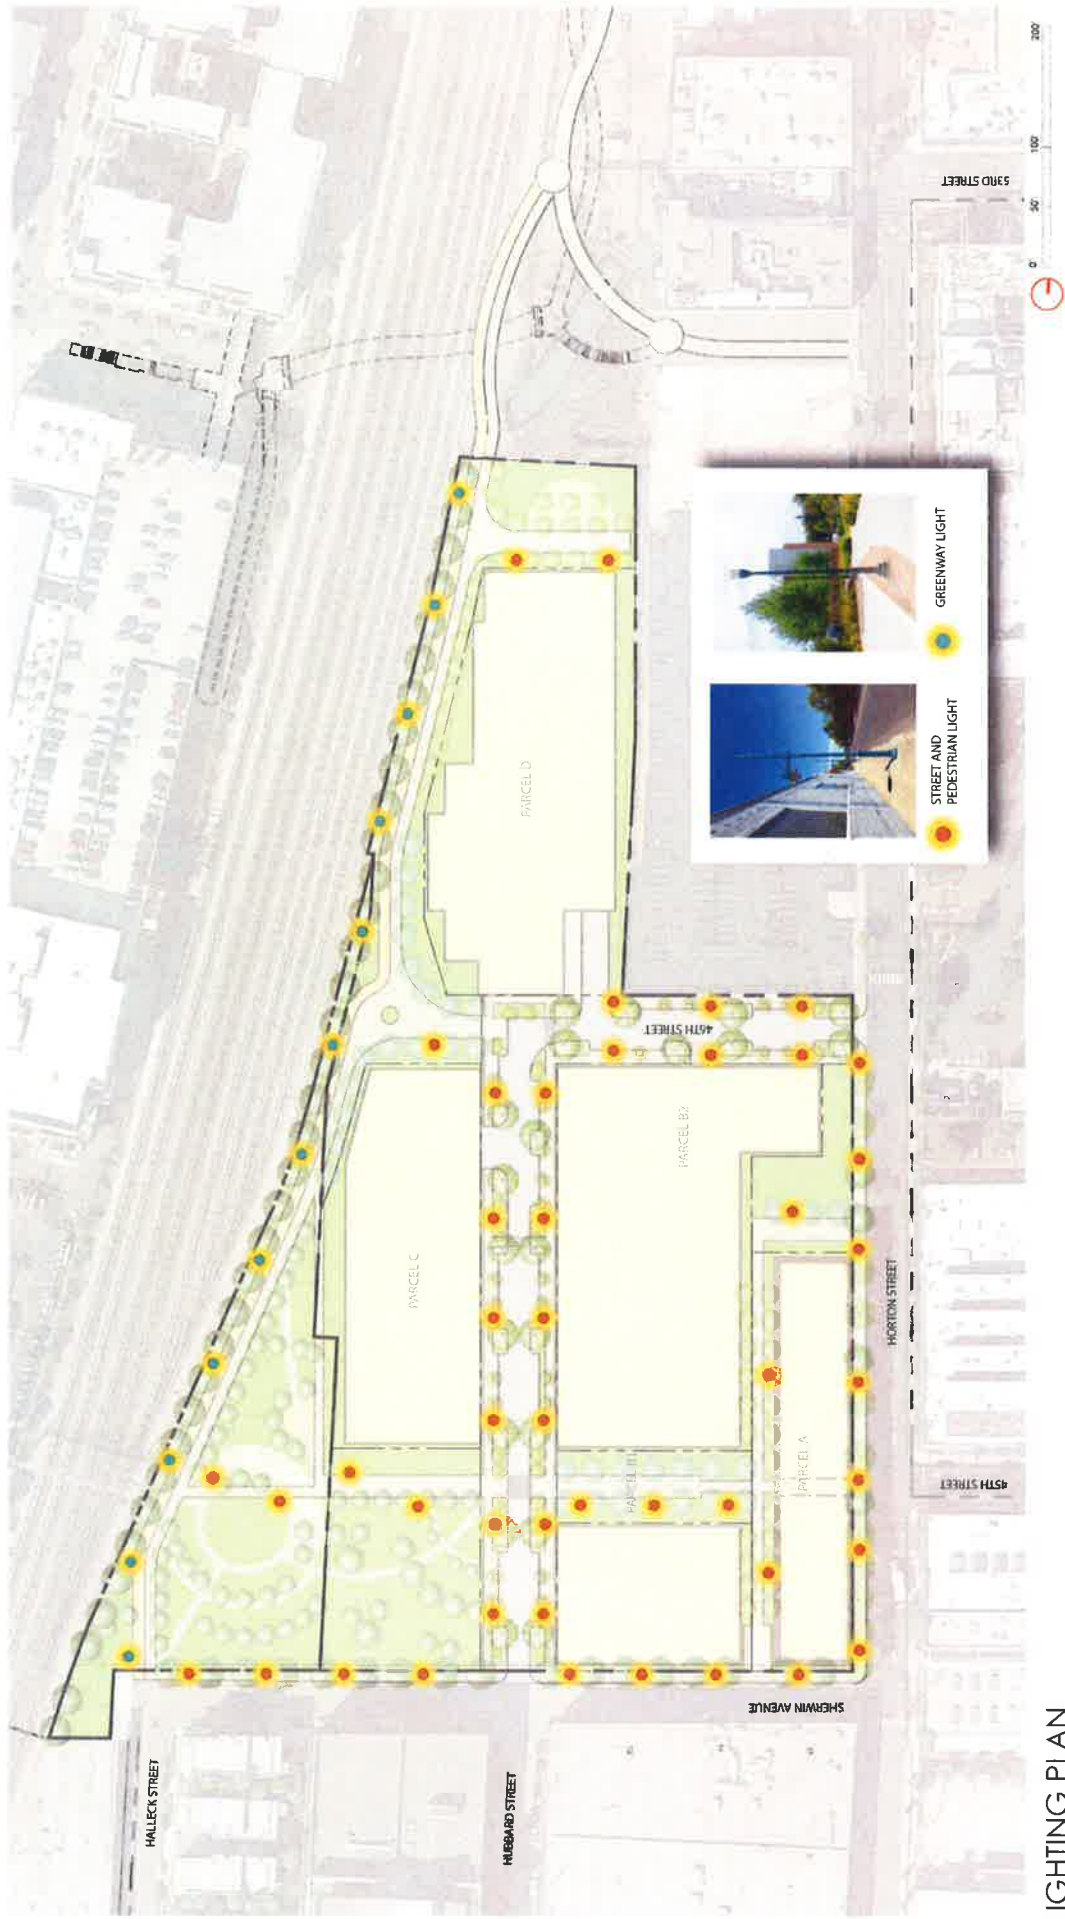 HALLECK STREET
HUBBARD STREET
SHERWIN AVENUE
HORTON STREET
45TH STREET
46TH STREET
53RD STREET
PARCEL C
PARCEL D
PARCEL B2
PARCEL B1
PARCEL A
STREET AND
PEDESTRIAN LIGHT
GREENWAY LIGHT
0'
50'
100'
200'
IGHTING PLAN